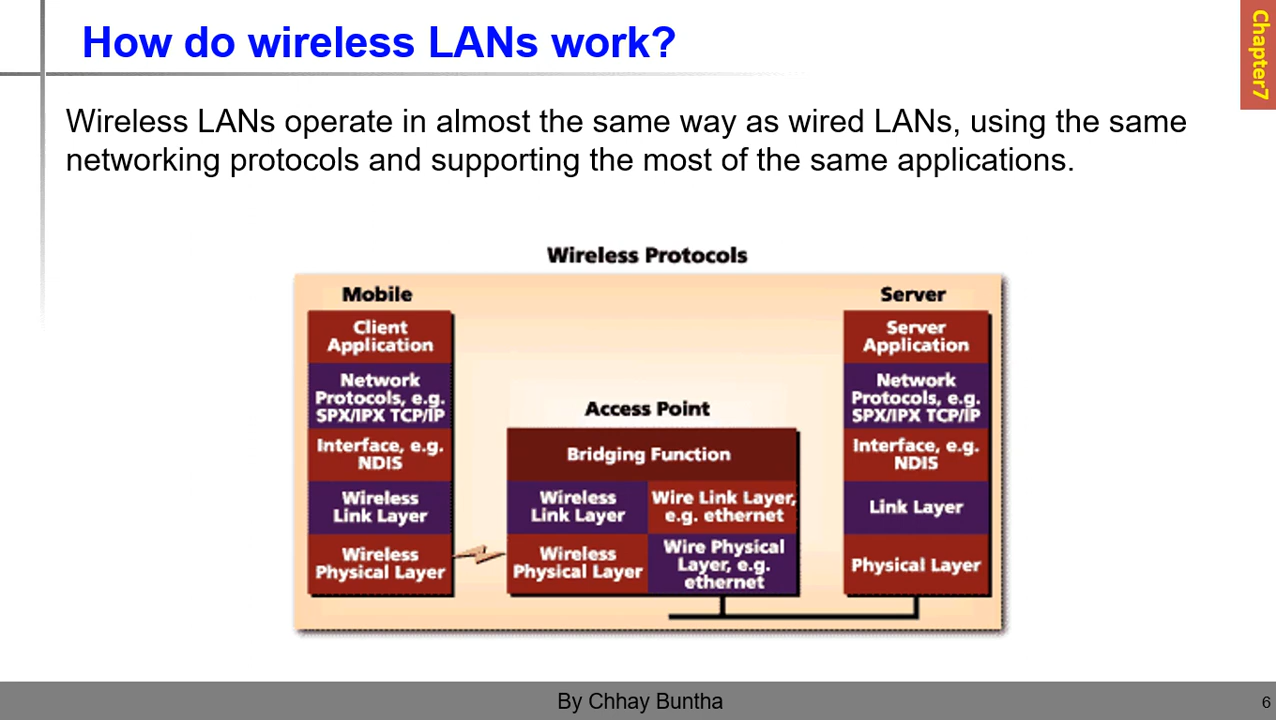 How do wireless LANs work?
Chapter7
Wireless LANs operate in almost the same way as wired LANs, using the same
networking protocols and supporting the most of the same applications.
Wireless Protocols
Mobile
Client
Application
Network
Protocols, e.g.
SPX/IPX TCP/IP
Interface, e.g.
NDIS
Wireless
Link Layer
Wireless
Physical Layer
Access Point
Bridging Function
Wireless
Link Layer
Wire Link Layer,
e.g. ethernet
Wireless
Physical Layer
Wire Physical
Layer, e.g.
ethernet
Server
Server
Application
Network
Protocols, e.g.
SPX/IPX TCP/IP
Interface, e.g.
NDIS
Link Layer
Physical Layer
By Chhay Buntha
6